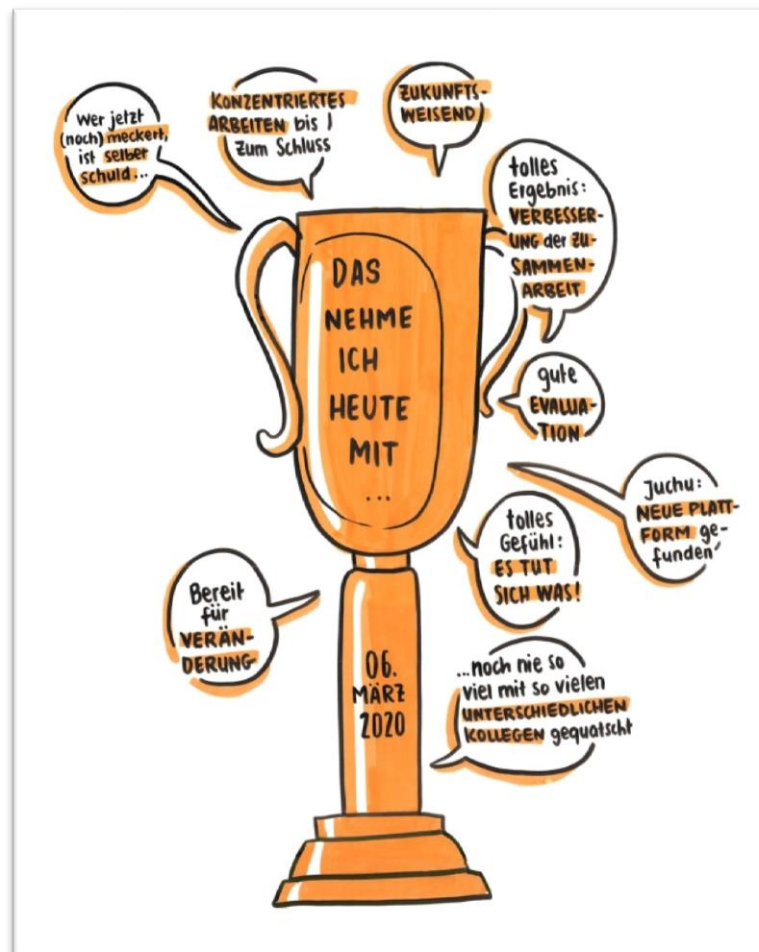 Wer jetzt
(noch) meckert,
ist selber
schuld...
KONZENTRIERTES
ARBEITEN bis
zum Schluss
ZUKUNFTS-
WEISEND
tolles
Ergebnis:
VERBESSER-
UNG der ZU-
SAMMEN-
ARBEIT
DAS
NEHME
ICH
HEUTE
MIT
...
gute
EVALUA-
TION
Juchu:
NEUE PLATT-
FORM ge-
funden
tolles
Gefühl:
ES TUT
SICH WAS!
Bereit
für
VERÄN-
DERUNG
06.
MÄRZ
2020
...noch nie so
viel mit so vielen
UNTERSCHIEDLICHEN
KOLLEGEN gequatscht